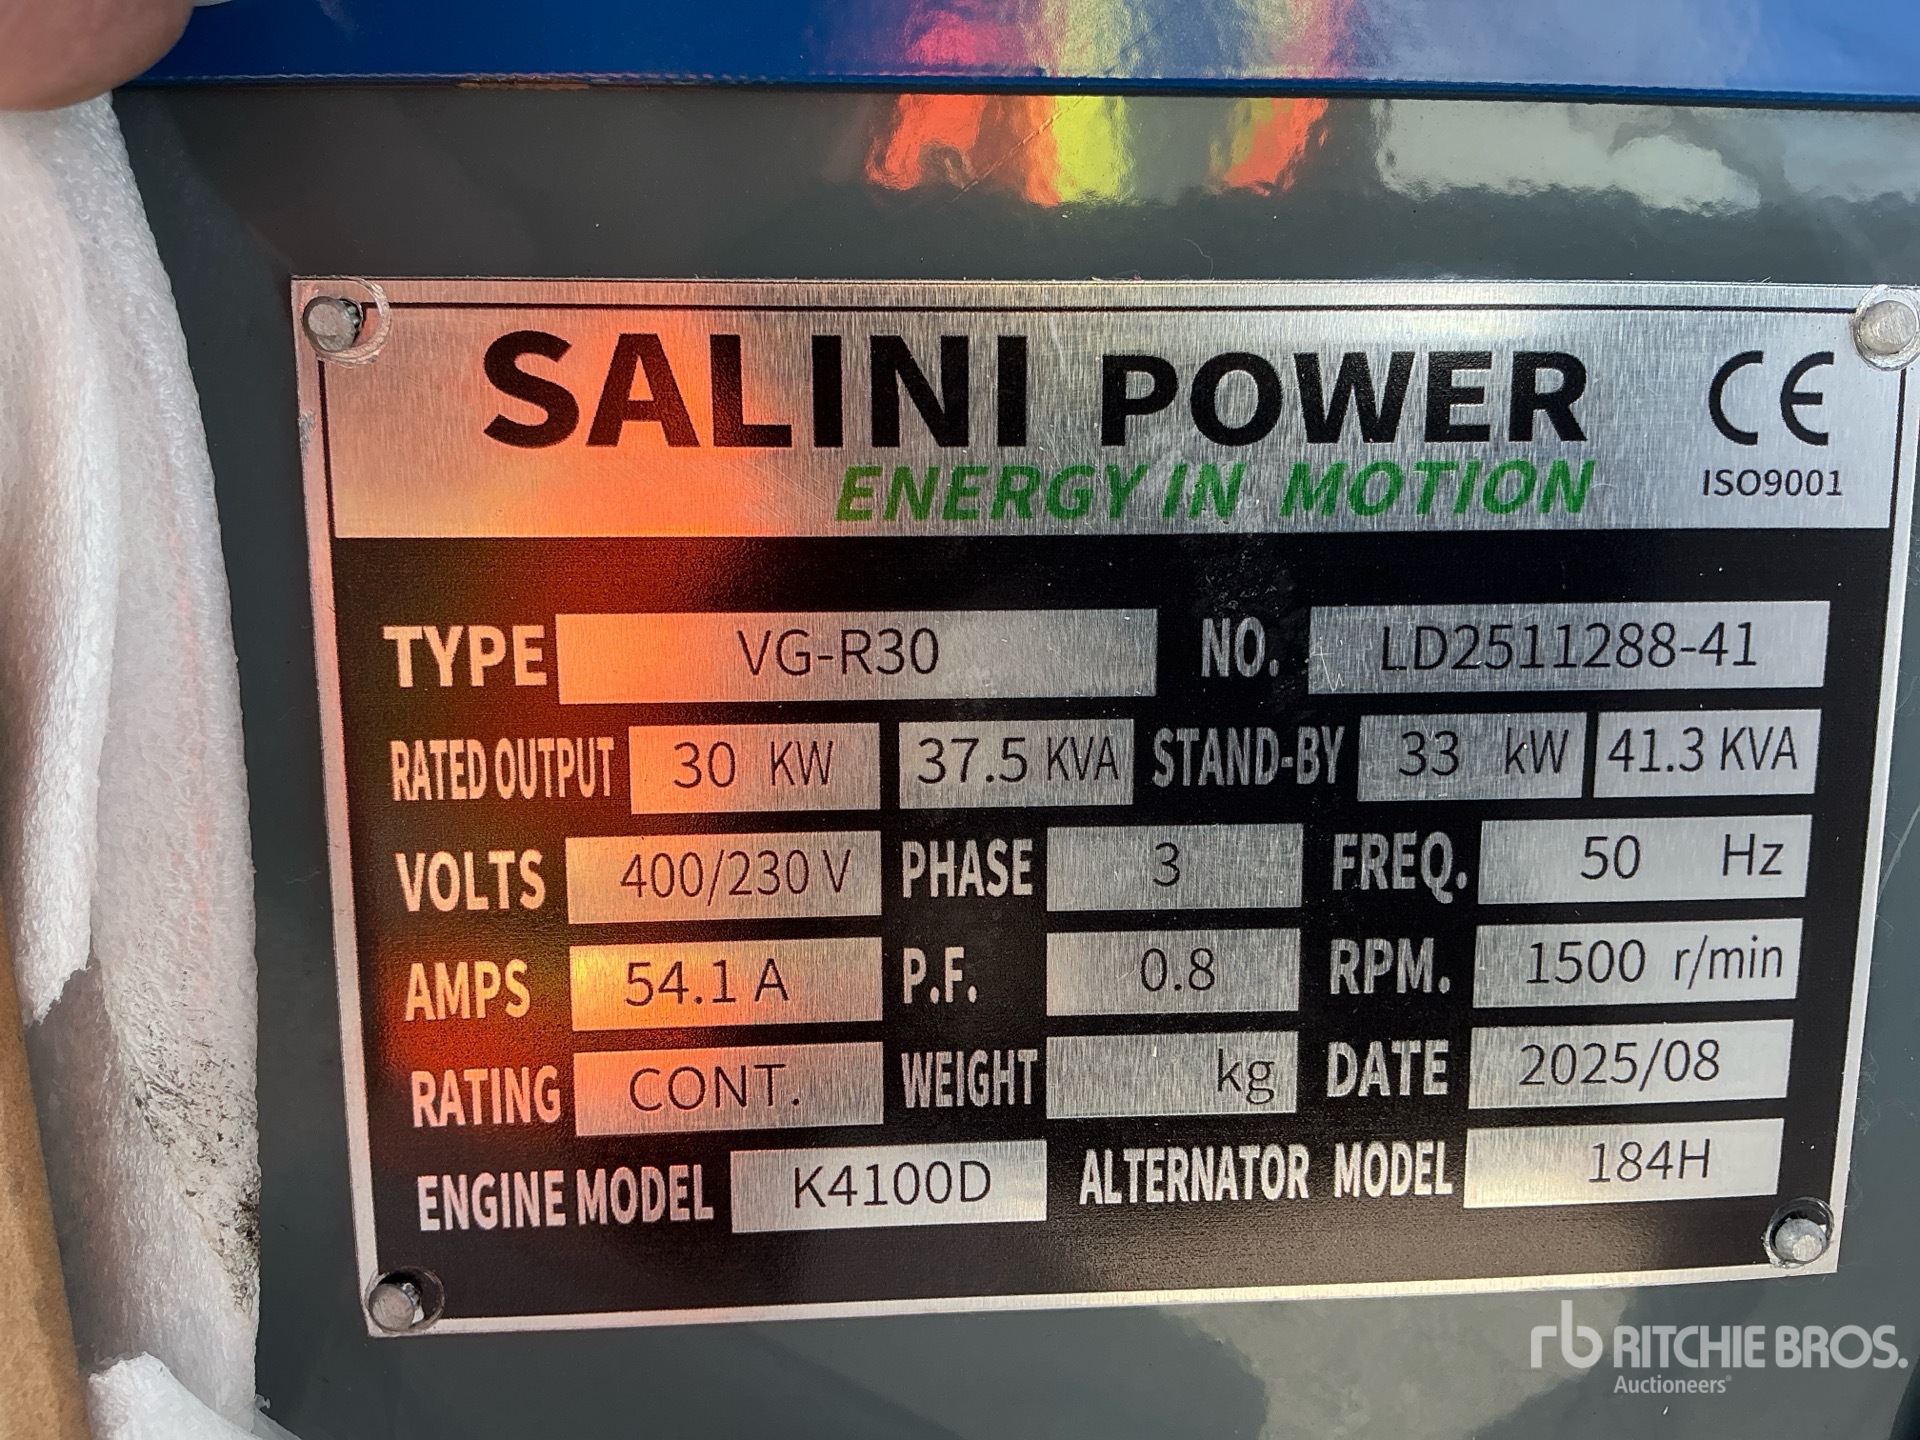 SALINI POWER CE
ENERGY IN MOTION ISO9001
TYPE VG-R30 NO. LD2511288-41
RATED OUTPUT 30 KW 37.5 KVA STAND-BY 33 kW 41.3 KVA
VOLTS 400/230 V PHASE 3 FREQ. 50 Hz
AMPS 54.1 A P.F. 0.8 RPM. 1500 r/min
RATING CONT. WEIGHT kg DATE 2025/08
ENGINE MODEL K4100D ALTERNATOR MODEL 184H
rb RITCHIE BROS.
Auctioneers®